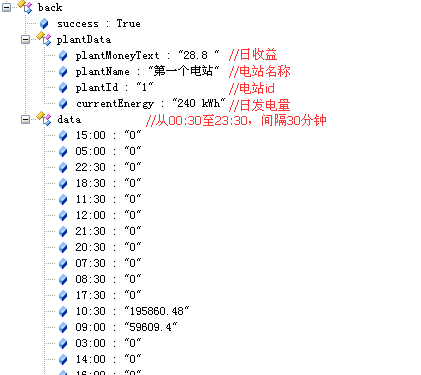 back
success : True
plantData
plantMoneyText : "28.8 " //日收益
plantName : "第一个电站" //电站名称
plantId : "1" //电站id
currentEnergy : "240 kWh" //日发电量
data //从00:30至23:30，间隔30分钟
15:00 : "0"
05:00 : "0"
22:30 : "0"
18:30 : "0"
11:30 : "0"
12:00 : "0"
21:30 : "0"
20:30 : "0"
07:30 : "0"
08:30 : "0"
17:30 : "0"
10:30 : "195860.48"
09:00 : "59609.4"
03:00 : "0"
14:00 : "0"
16:00 : "0"